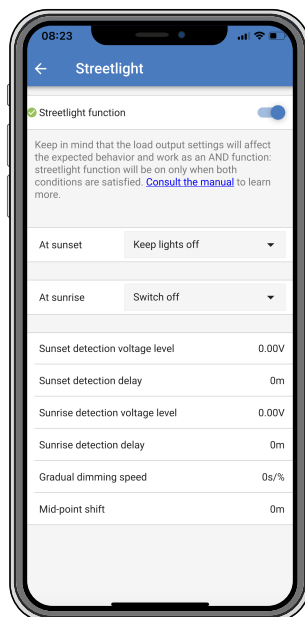 08:23
Streetlight
Streetlight function
Keep in mind that the load output settings will affect
the expected behavior and work as an AND function:
streetlight function will be on only when both
conditions are satisfied. Consult the manual to learn
more.
At sunset Keep lights off
At sunrise Switch off
Sunset detection voltage level 0.00V
Sunset detection delay 0m
Sunrise detection voltage level 0.00V
Sunrise detection delay 0m
Gradual dimming speed 0s/%
Mid-point shift 0m